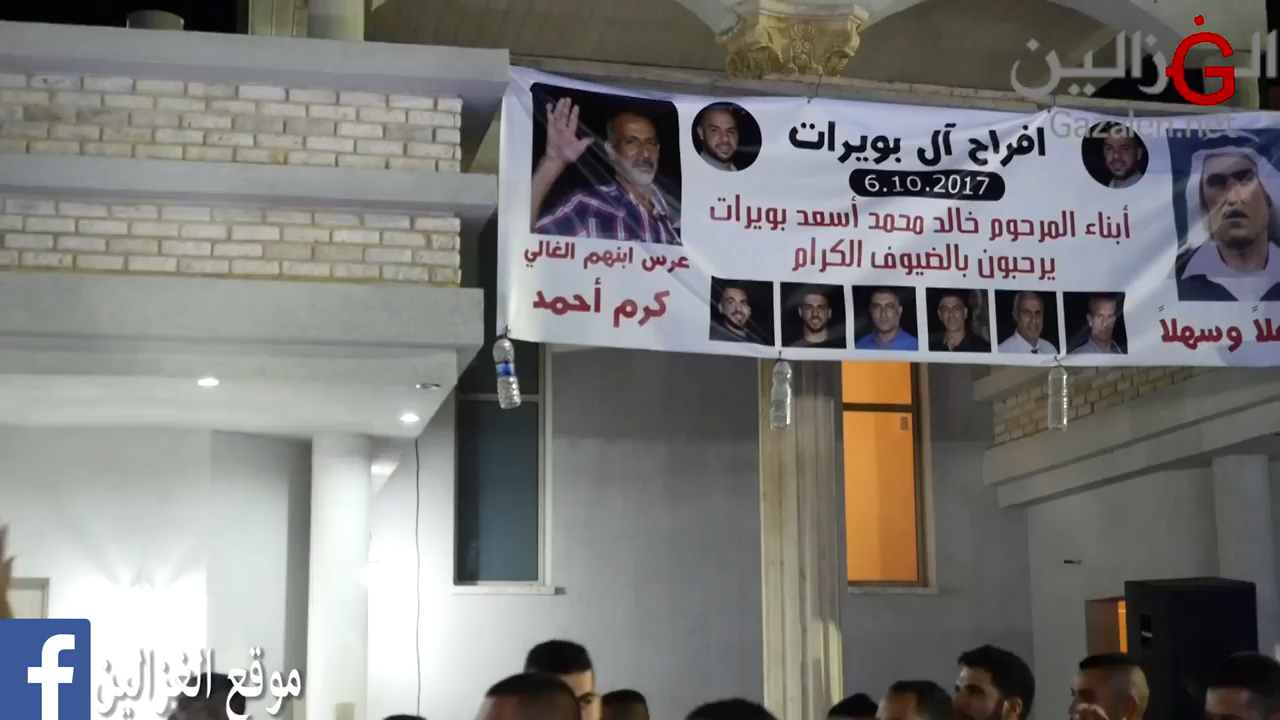 الغزالين
Gazalen.net
افراح آل بويرات
6.10.2017
أبناء المرحوم خالد محمد أسعد بويرات
يرحبون بالضيوف الكرام
عرس ابنهم الغالي
كرم أحمد
وسهلاً
f موقع الغزالين